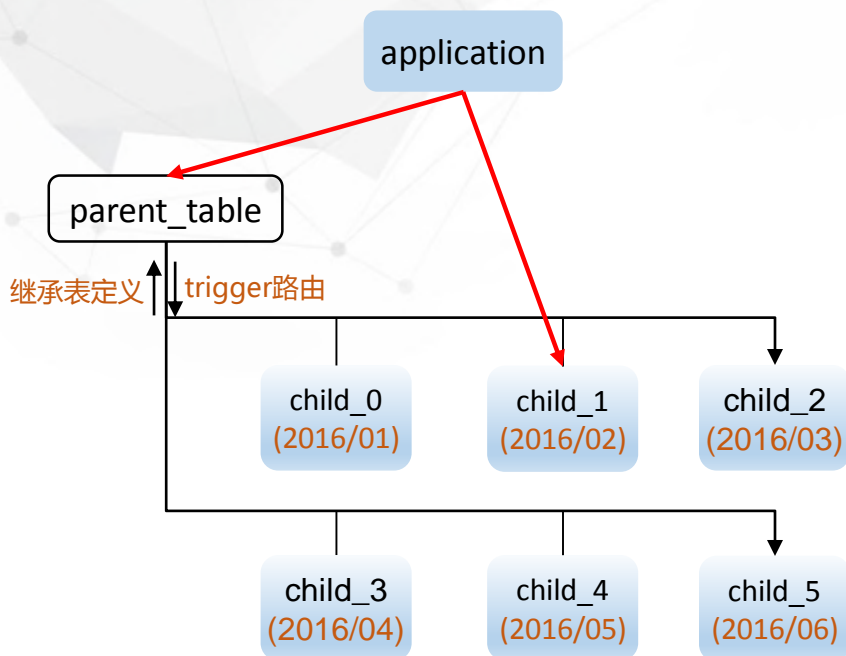 application
parent_table
继承表定义
trigger路由
child_0
(2016/01)
child_1
(2016/02)
child_2
(2016/03)
child_3
(2016/04)
child_4
(2016/05)
child_5
(2016/06)